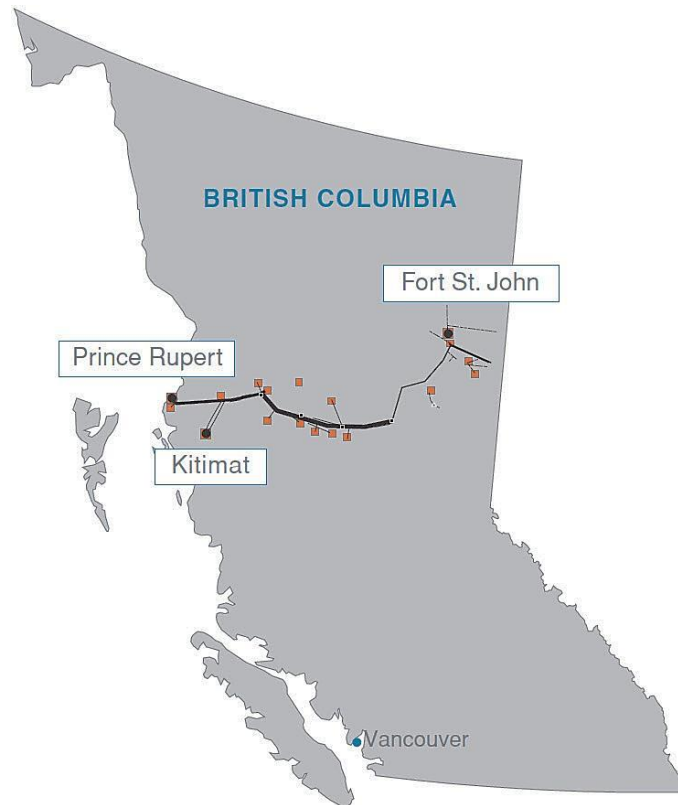 BRITISH COLUMBIA
Fort St. John
Prince Rupert
Kitimat
Vancouver